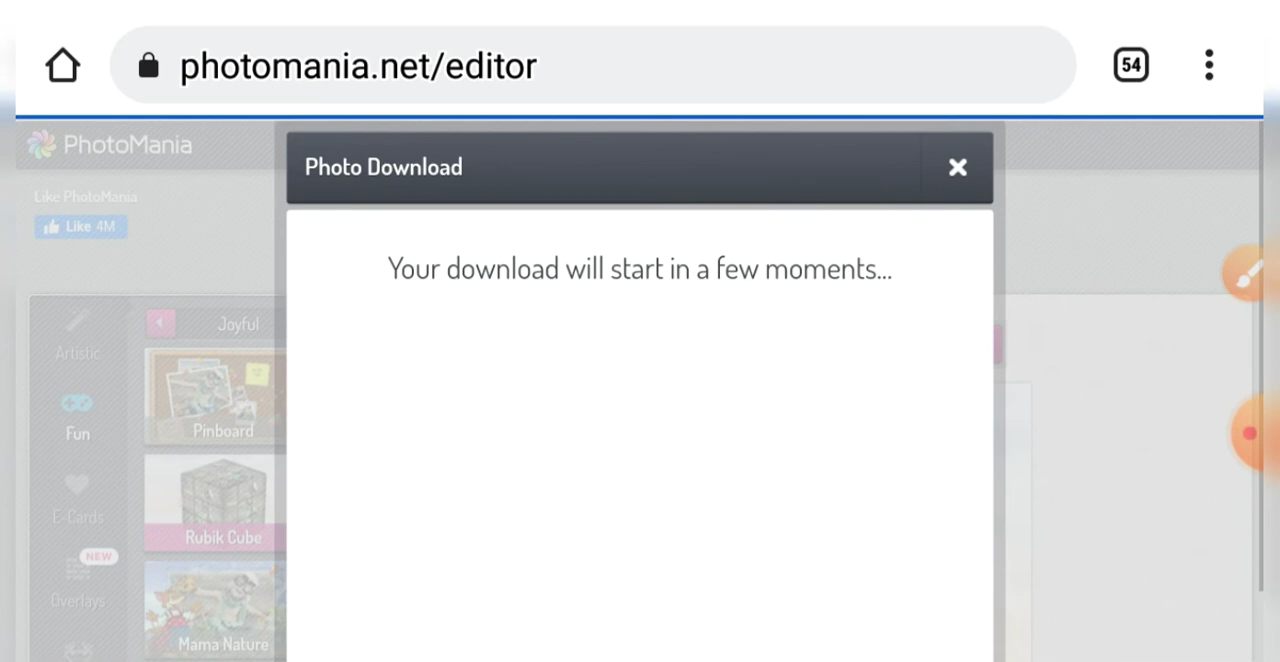 photomania.net/editor
54
PhotoMania
Photo Download
Like PhotoMania
Like 4M
Your download will start in a few moments...
Artistic
Joyful
Pinboard
Fun
Rubik Cube
E-Cards
NEW
Overlays
Mama Nature